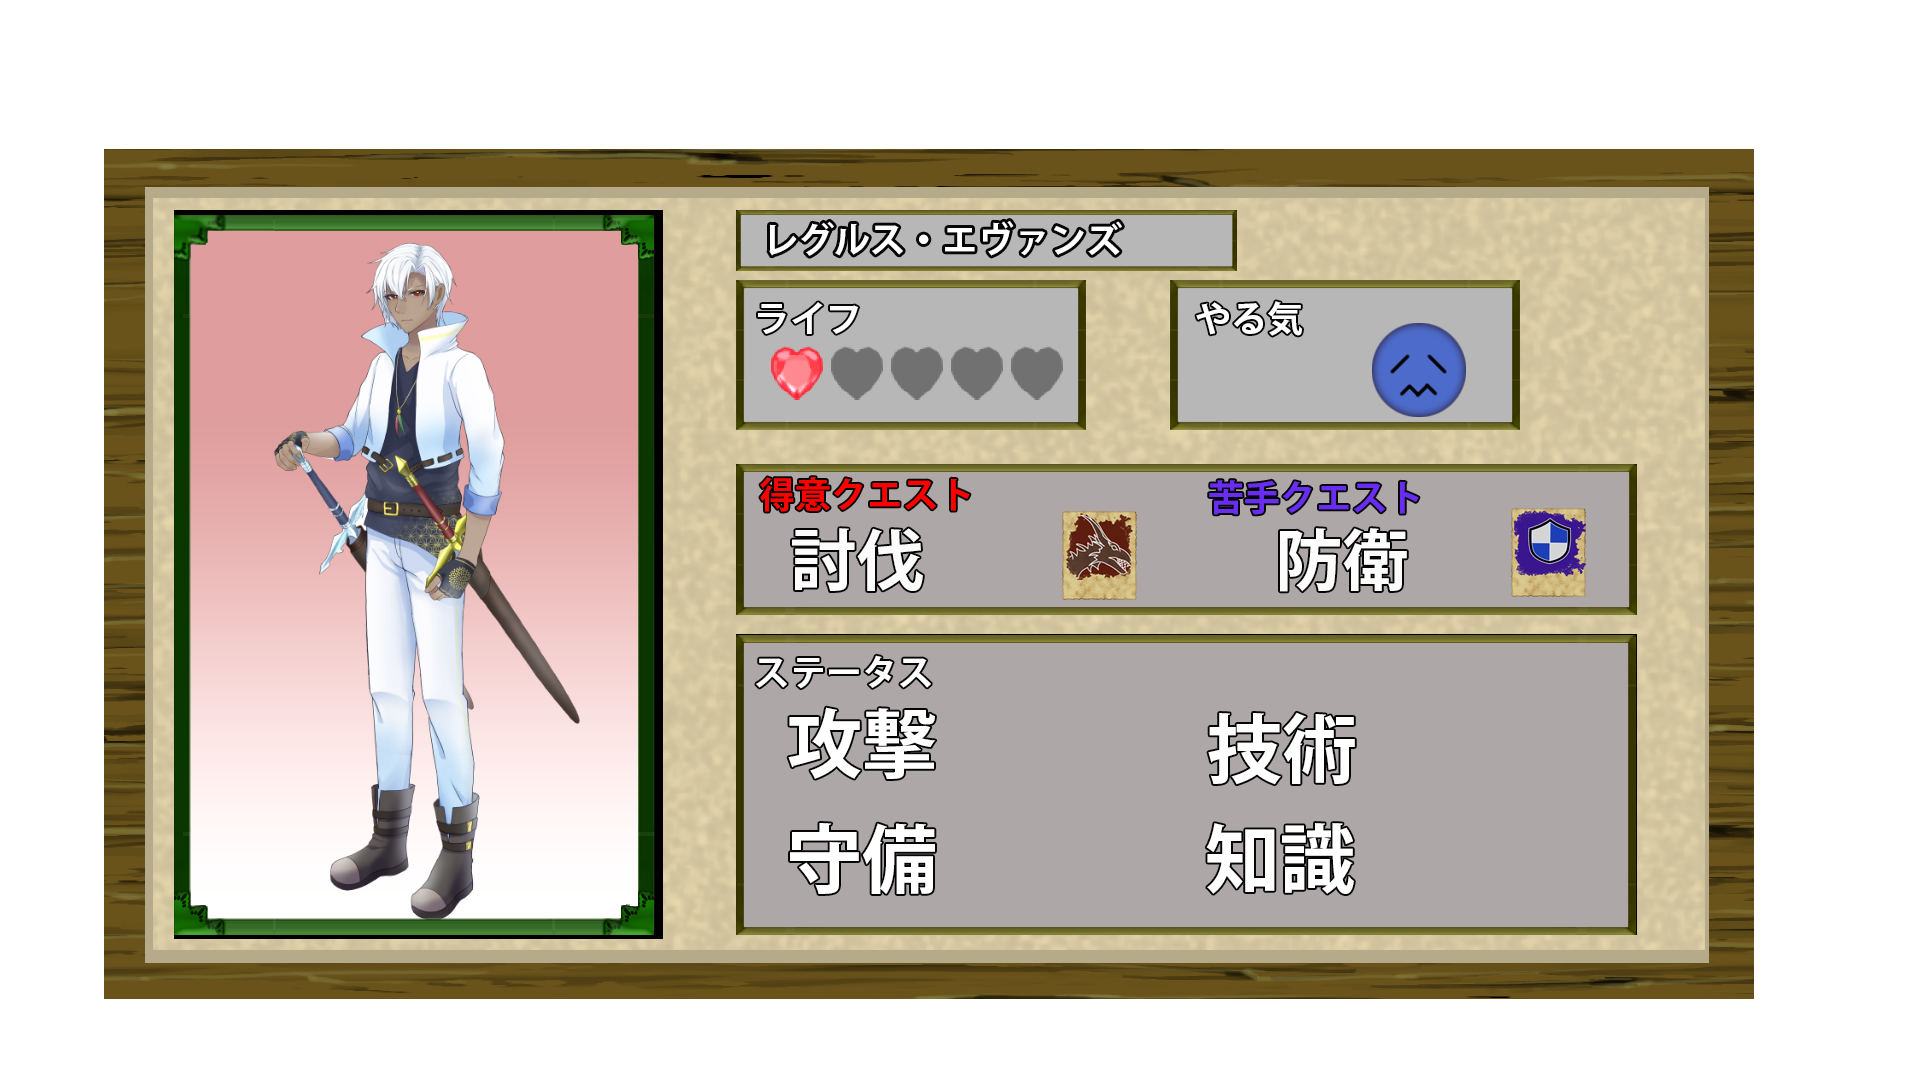 レグルス・エヴァンズ
ライフ
やる気
得意クエスト
討伐
苦手クエスト
防衛
ステータス
攻撃
技術
守備
知識